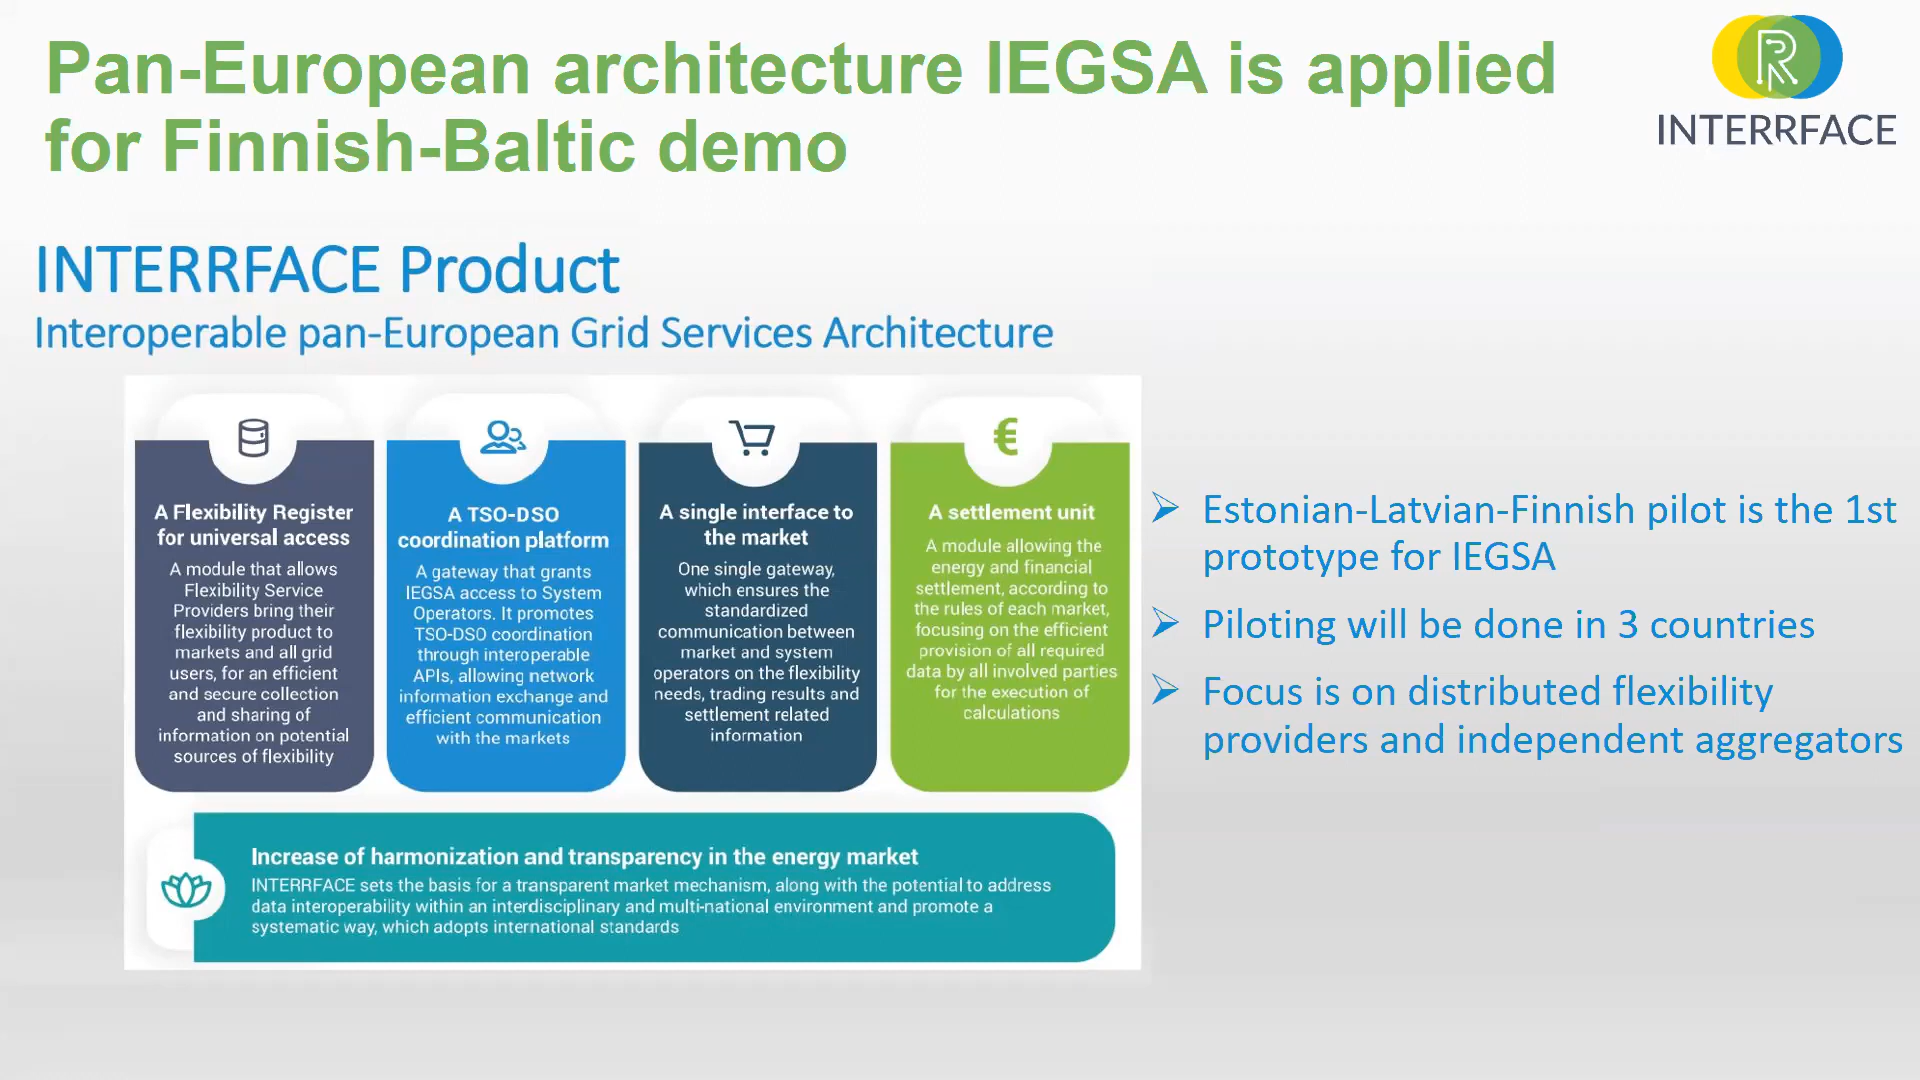 Pan-European architecture IEGSA is applied
for Finnish-Baltic demo
INTERRFACE
INTERRFACE Product
Interoperable pan-European Grid Services Architecture
A Flexibility Register
for universal access
A module that allows
Flexibility Service
Providers bring their
flexibility product to
markets and all grid
users, for an efficient
and secure collection
and sharing of
information on potential
sources of flexibility
A TSO-DSO
coordination platform
A gateway that grants
IEGSA access to System
Operators. It promotes
TSO-DSO coordination
through interoperable
APIs, allowing network
information exchange and
efficient communication
with the markets
A single interface to
the market
One single gateway,
which ensures the
standardized
communication between
market and system
operators on the flexibility
needs, trading results and
settlement related
information
€
A settlement unit
A module allowing the
energy and financial
settlement, according to
the rules of each market,
focusing on the efficient
provision of all required
data by all involved parties
for the execution of
calculations
Increase of harmonization and transparency in the energy market
INTERRFACE sets the basis for a transparent market mechanism, along with the potential to address
data interoperability within an interdisciplinary and multi-national environment and promote a
systematic way, which adopts international standards
Estonian-Latvian-Finnish pilot is the 1st
prototype for IEGSA
Piloting will be done in 3 countries
Focus is on distributed flexibility
providers and independent aggregators